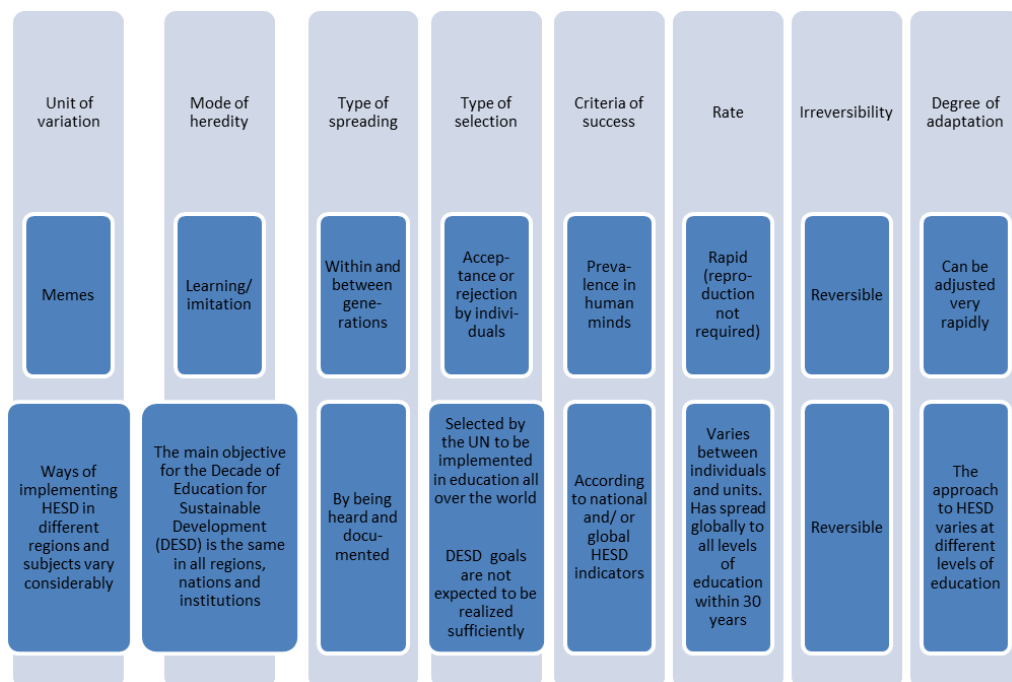 Unit of
variation
Mode of
heredity
Type of
spreading
Type of
selection
Criteria of
success
Rate
Irreversibility
Degree of
adaptation
Memes
Learning/
imitation
Within and
between
gene-
rations
Accep-
tance or
rejection
by indivi-
duals
Preva-
lence in
human
minds
Rapid
(repro-
duction
not
required)
Reversible
Can be
adjusted
very
rapidly
Ways of
implementing
HESD in
different
regions and
subjects vary
considerably
The main objective
for the Decade of
Education for
Sustainable
Development
(DESD) is the same
in all regions,
nations and
institutions
By being
heard and
docu-
mented
Selected by
the UN to be
implemented
in education all
over the world
DESD goals
are not
expected to be
realized
sufficiently
According
to national
and/ or
global
HESD
indicators
Varies
between
individuals
and units.
Has spread
globally to
all levels
of
education
within 30
years
Reversible
The
approach
to HESD
varies at
different
levels of
education